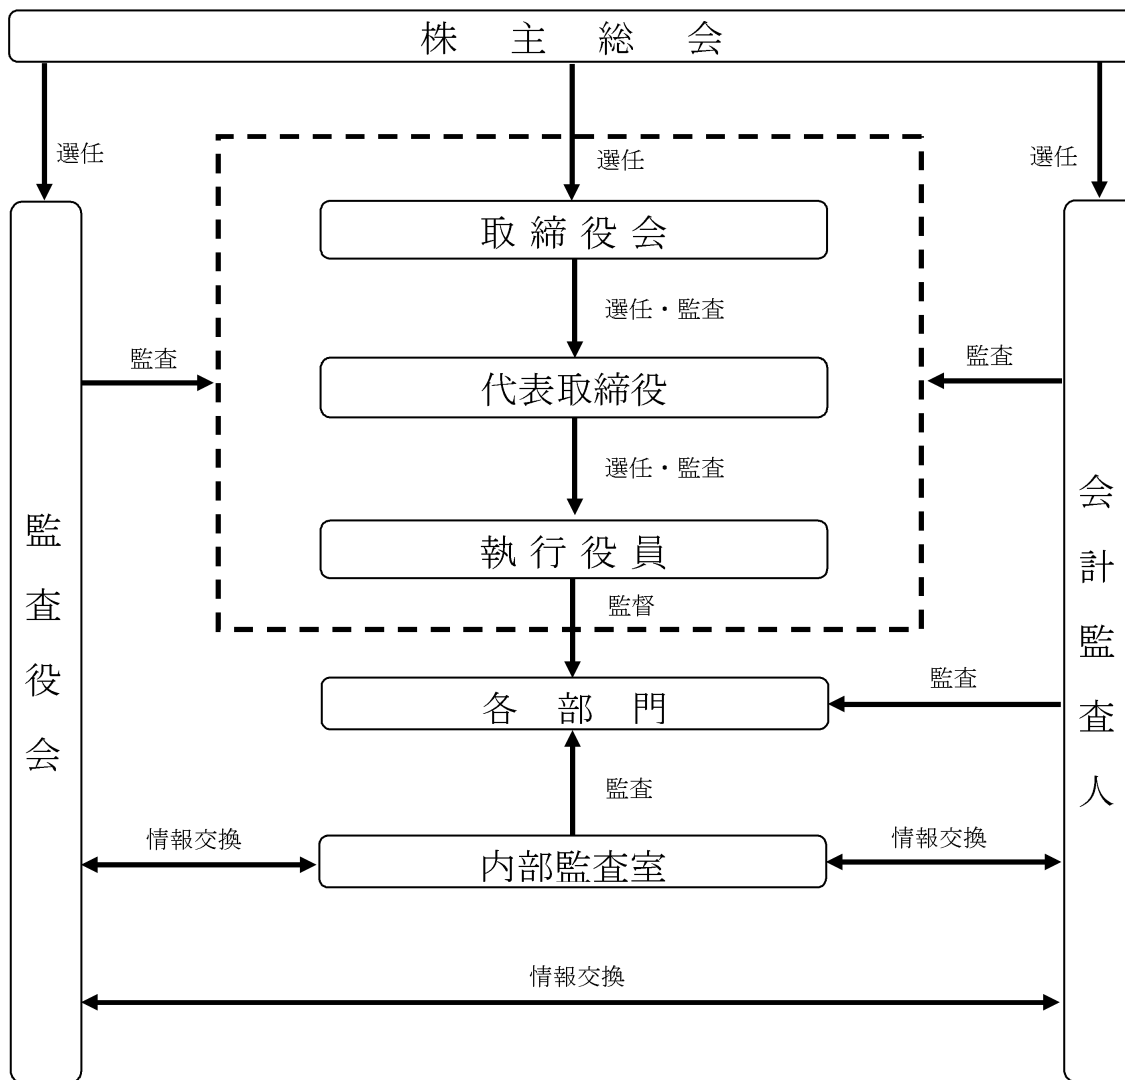 株 主 総 会
選任
選任
選任
取締役会
選任・監査
監査
監査
代表取締役
選任・監査
執行役員
監督
監査役会
会計監査人
各 部 門
監査
監査
情報交換
情報交換
内部監査室
情報交換